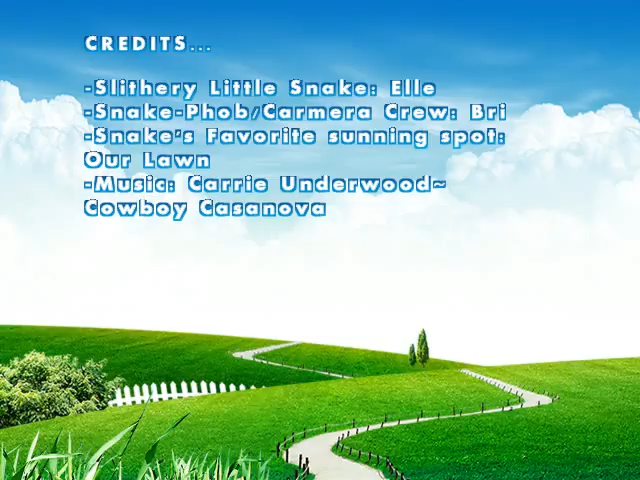 CREDITS...
-Slithery Little Snake: Elle
-Snake-Phob/Carmera Crew: Bri
-Snake's Favorite sunning spot:
Our Lawn
-Music: Carrie Underwood~
Cowboy Casanova